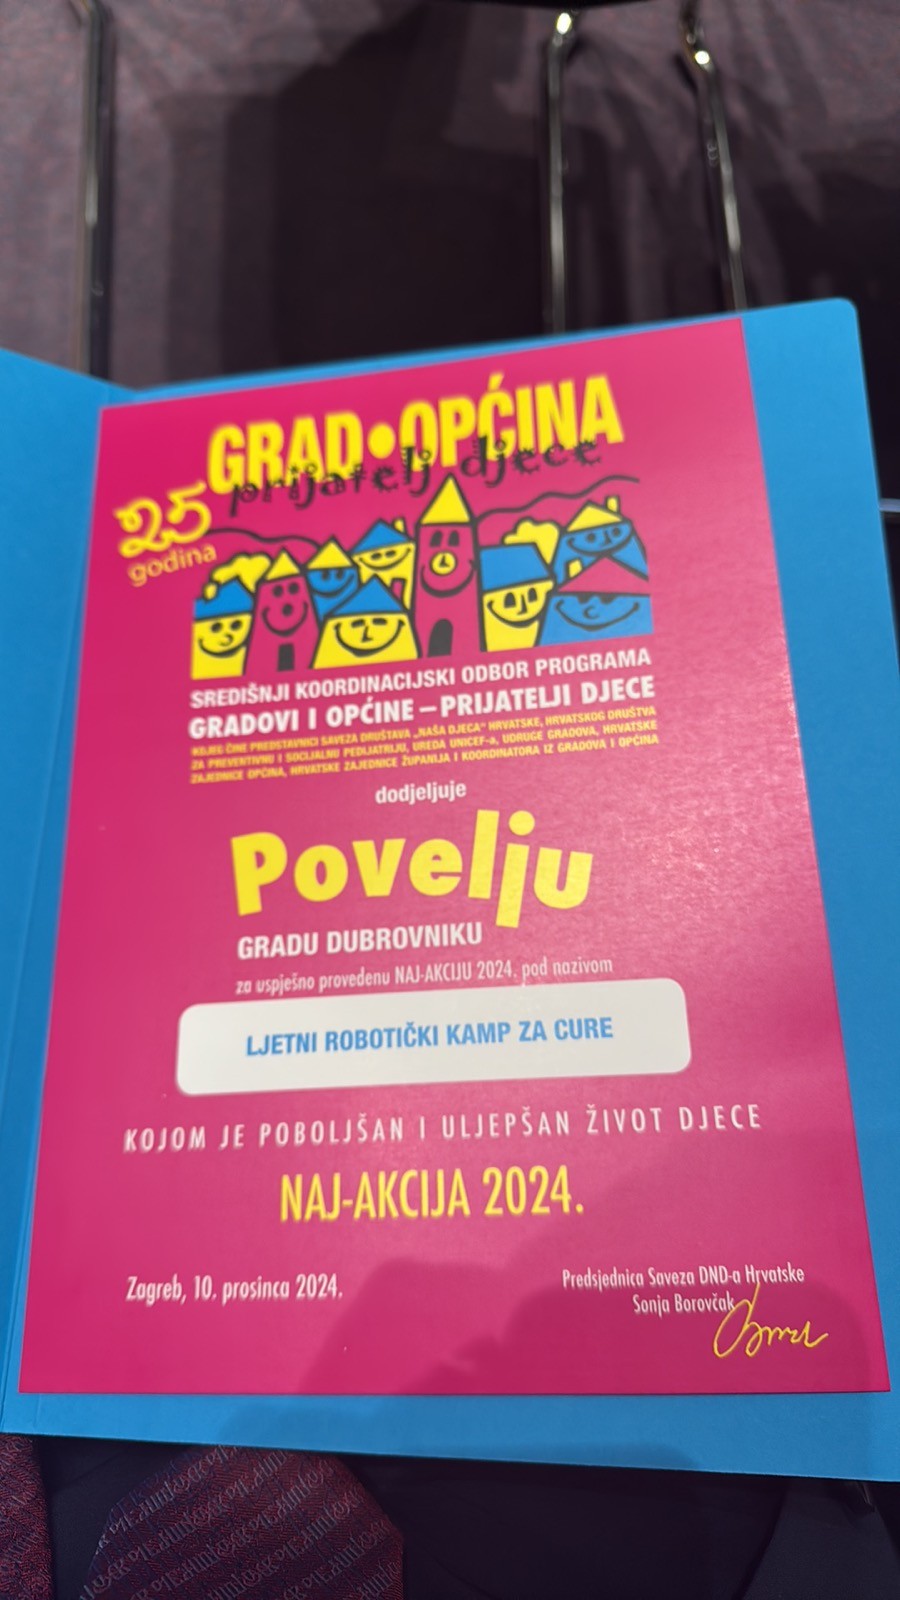 GRAD•OPĆINA
prijatelj djece
25
godina
SREDIŠNJI KOORDINACIJSKI ODBOR PROGRAMA
GRADOVI I OPĆINE – PRIJATELJI DJECE
KOJEG ČINE PREDSTAVNICI SAVEZA DRUŠTAVA „NAŠA DJECA" HRVATSKE, HRVATSKOG DRUŠTVA
ZA PREVENTIVNU I SOCIJALNU PEDIJATRIJU, UREDA UNICEF-a, UDRUGE GRADOVA, HRVATSKE
ZAJEDNICE OPĆINA, HRVATSKE ZAJEDNICE ŽUPANIJA I KOORDINATORA IZ GRADOVA I OPĆINA
dodjeljuje
Povelju
GRADU DUBROVNIKU
za uspješno provedenu NAJ-AKCIJU 2024. pod nazivom
LJETNI ROBOTIČKI KAMP ZA CURE
KOJOM JE POBOLJŠAN I ULJEPŠAN ŽIVOT DJECE
NAJ-AKCIJA 2024.
Zagreb, 10. prosinca 2024.
Predsjednica Saveza DND-a Hrvatske
Sonja Borovčak